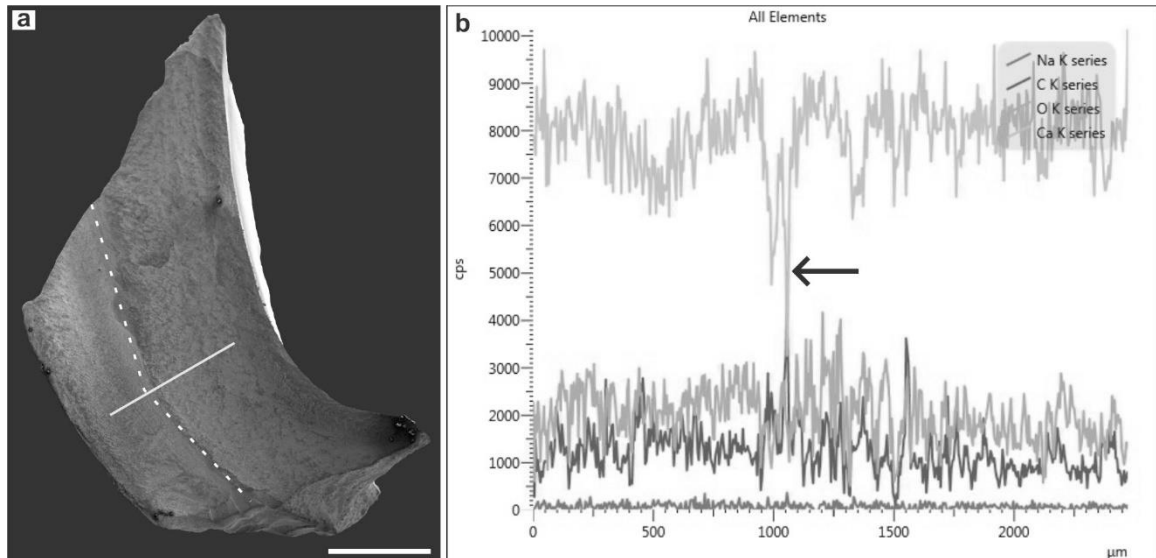 a
b
All Elements
Na K series
C K series
O K series
Ca K series
10000
9000
8000
7000
6000
5000
4000
3000
2000
1000
0
cps
0
500
1000
1500
2000
µm